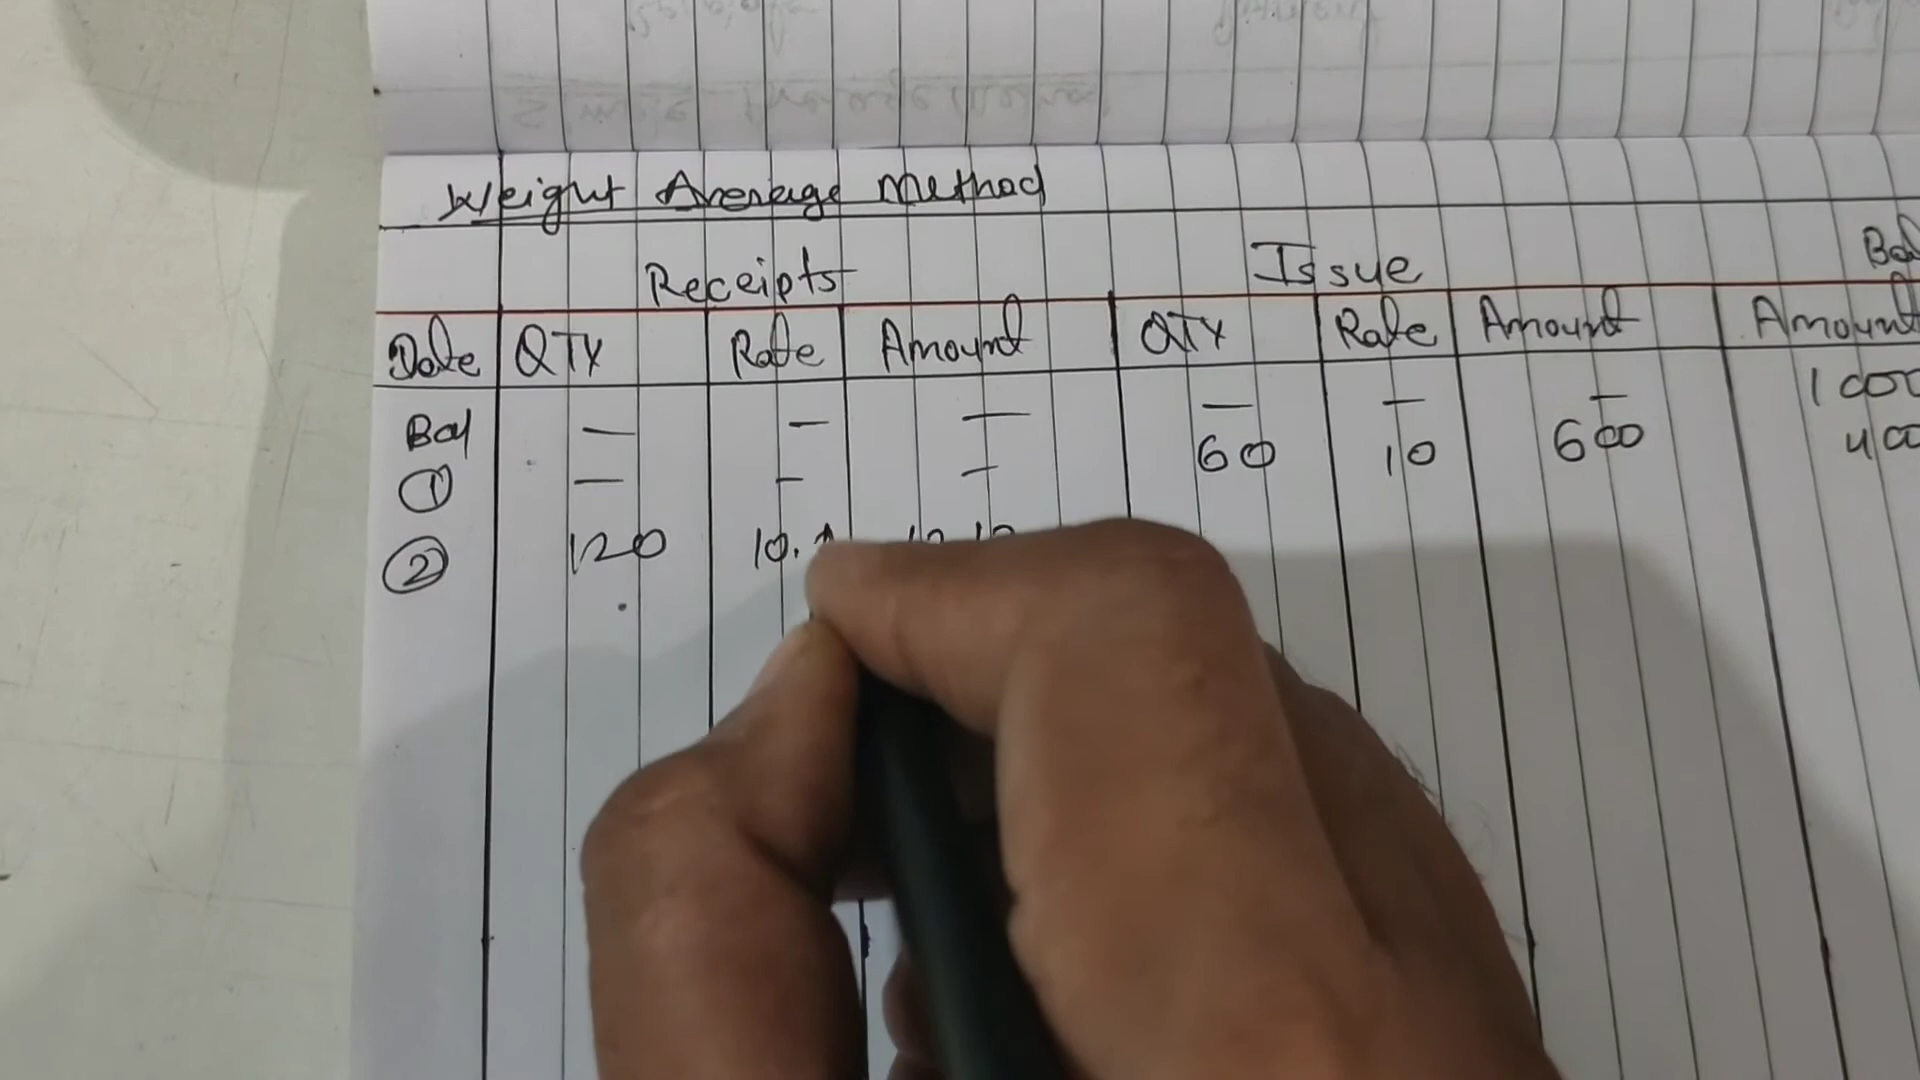 Weight Average Method
Receipts Issue
Date QTY Rate Amount QTY Rate Amount Amount
Bal — — — — — — 1000
① — — — 60 10 600 400
② 120